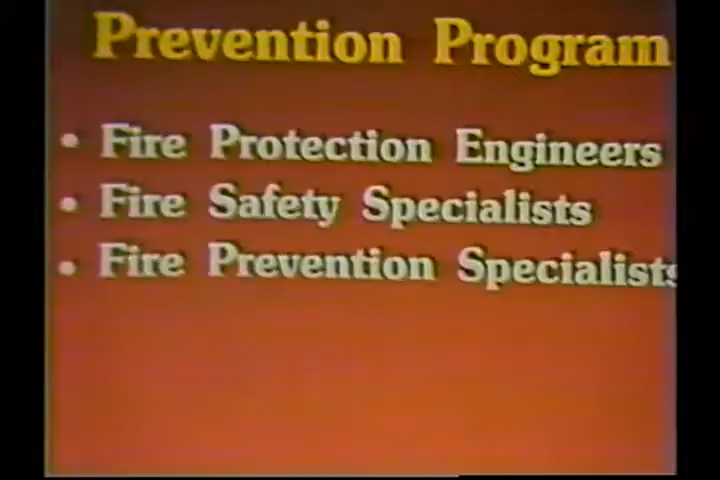 Prevention Program
• Fire Protection Engineers
• Fire Safety Specialists
• Fire Prevention Specialists